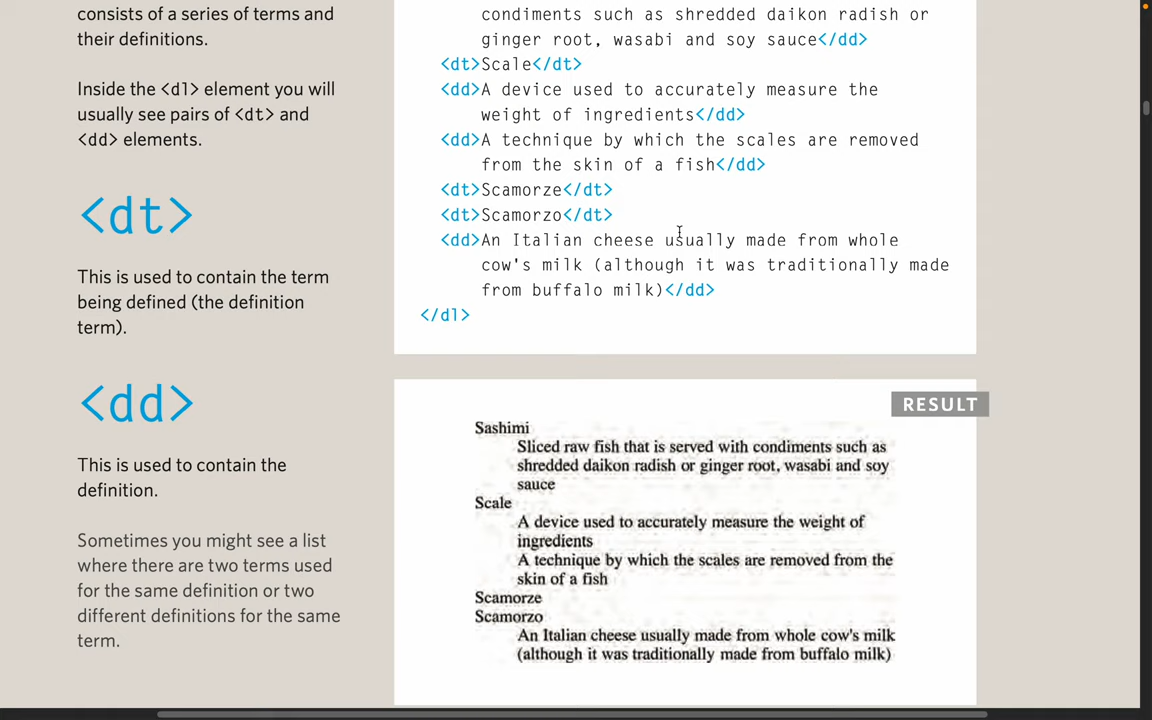 consists of a series of terms and
their definitions.
Inside the <dl> element you will
usually see pairs of <dt> and
<dd> elements.
<dt>
This is used to contain the term
being defined (the definition
term).
<dd>
This is used to contain the
definition.
Sometimes you might see a list
where there are two terms used
for the same definition or two
different definitions for the same
term.
condiments such as shredded daikon radish or
ginger root, wasabi and soy sauce</dd>
<dt>Scale</dt>
<dd>A device used to accurately measure the
weight of ingredients</dd>
<dd>A technique by which the scales are removed
from the skin of a fish</dd>
<dt>Scamorze</dt>
<dt>Scamorzo</dt>
<dd>An Italian cheese usually made from whole
cow's milk (although it was traditionally made
from buffalo milk)</dd>
</dl>
RESULT
Sashimi
Sliced raw fish that is served with condiments such as
shredded daikon radish or ginger root, wasabi and soy
sauce
Scale
A device used to accurately measure the weight of
ingredients
A technique by which the scales are removed from the
skin of a fish
Scamorze
Scamorzo
An Italian cheese usually made from whole cow's milk
(although it was traditionally made from buffalo milk)